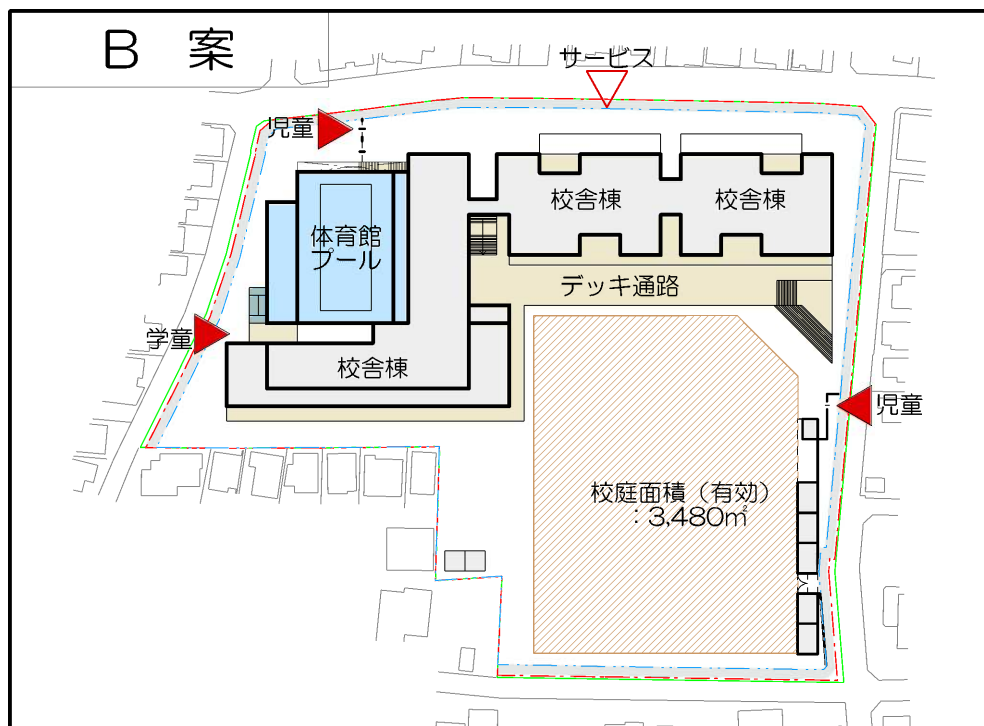 B 案
サービス
児童
校舎棟
校舎棟
体育館
プール
デッキ通路
学童
校舎棟
児童
校庭面積（有効）
：3,480㎡